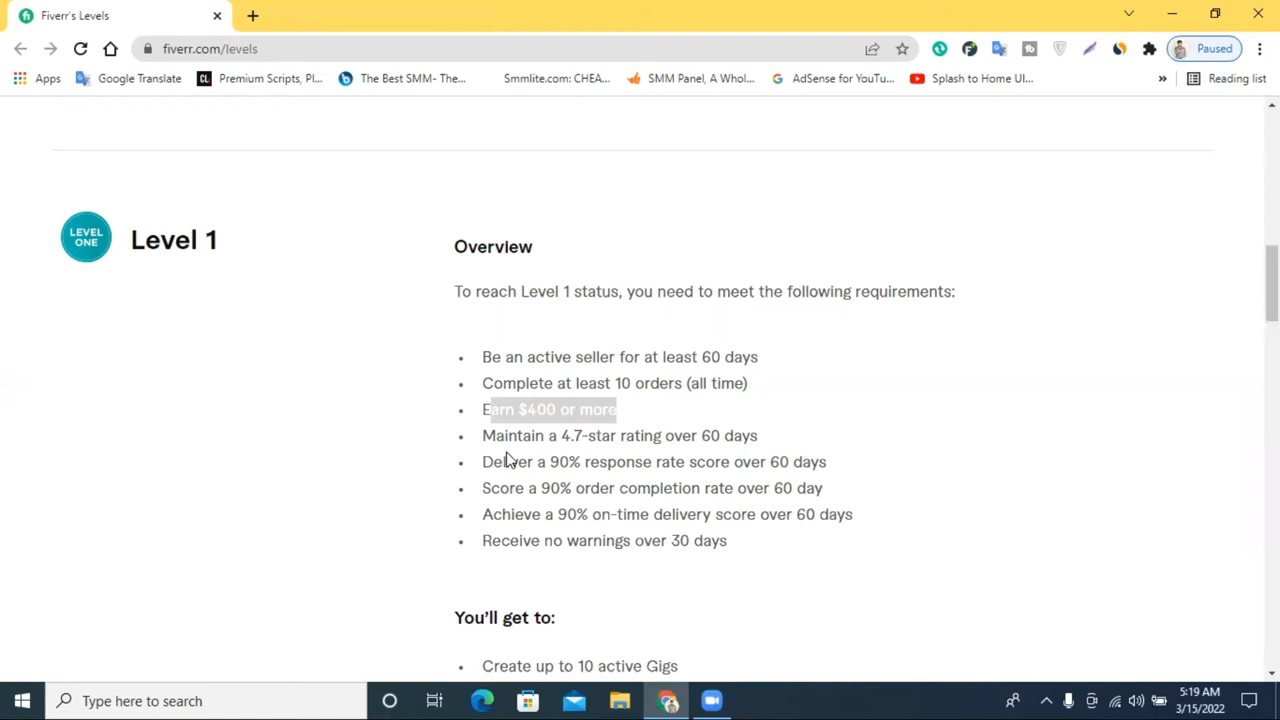 Fiverr's Levels
fiverr.com/levels
Paused
Apps
Google Translate
CL
Premium Scripts, Pl...
The Best SMM- The...
Smmlite.com: CHEA...
SMM Panel, A Whol...
AdSense for YouTu...
Splash to Home UI...
Reading list
LEVEL
ONE
Level 1
Overview
To reach Level 1 status, you need to meet the following requirements:
• Be an active seller for at least 60 days
• Complete at least 10 orders (all time)
• Earn $400 or more
• Maintain a 4.7-star rating over 60 days
• Deliver a 90% response rate score over 60 days
• Score a 90% order completion rate over 60 day
• Achieve a 90% on-time delivery score over 60 days
• Receive no warnings over 30 days
You'll get to:
• Create up to 10 active Gigs
Type here to search
5:19 AM
3/15/2022